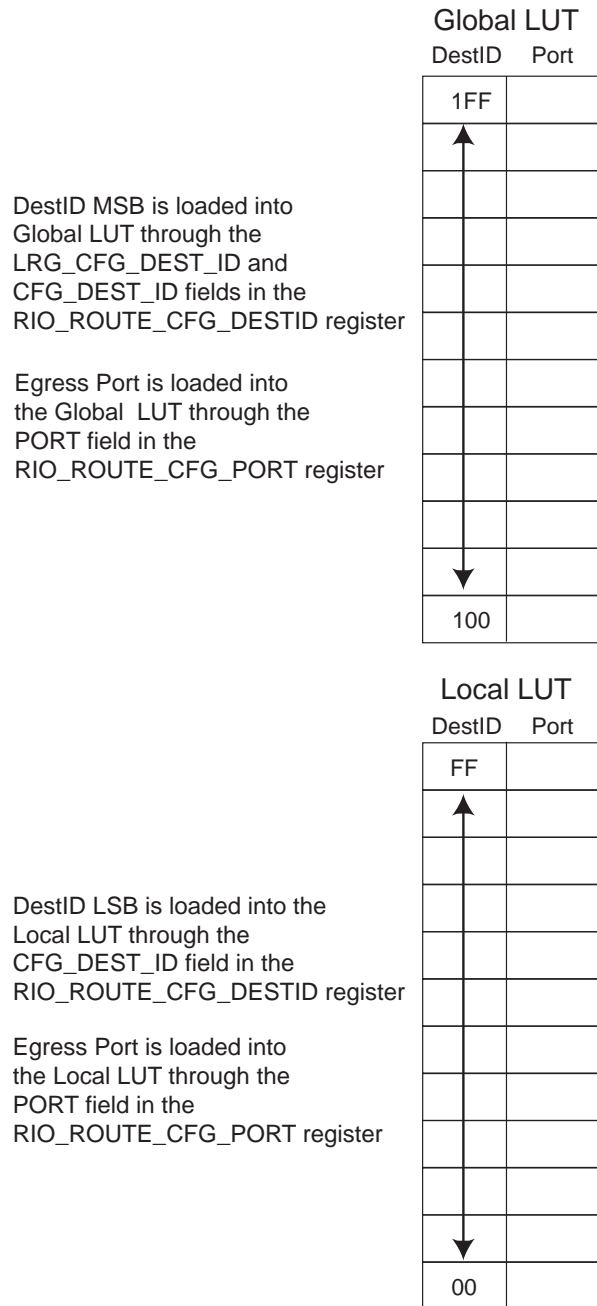 Global LUT
DestID Port
1FF
DestID MSB is loaded into
Global LUT through the
LRG_CFG_DEST_ID and
CFG_DEST_ID fields in the
RIO_ROUTE_CFG_DESTID register
Egress Port is loaded into
the Global LUT through the
PORT field in the
RIO_ROUTE_CFG_PORT register
100
Local LUT
DestID Port
FF
DestID LSB is loaded into the
Local LUT through the
CFG_DEST_ID field in the
RIO_ROUTE_CFG_DESTID register
Egress Port is loaded into
the Local LUT through the
PORT field in the
RIO_ROUTE_CFG_PORT register
00